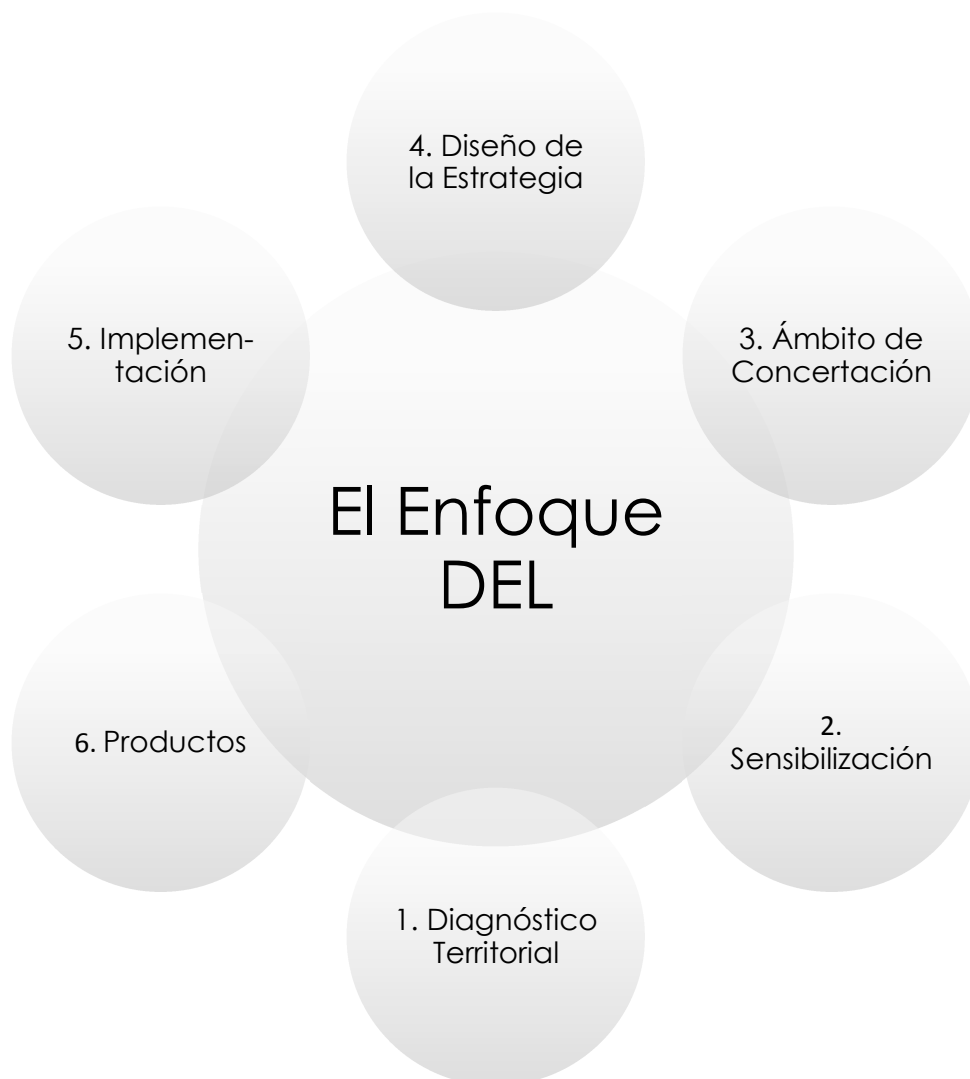 4. Diseño de
la Estrategia
5. Implemen-
tación
3. Ámbito de
Concertación
El Enfoque
DEL
6. Productos
2.
Sensibilización
1. Diagnóstico
Territorial